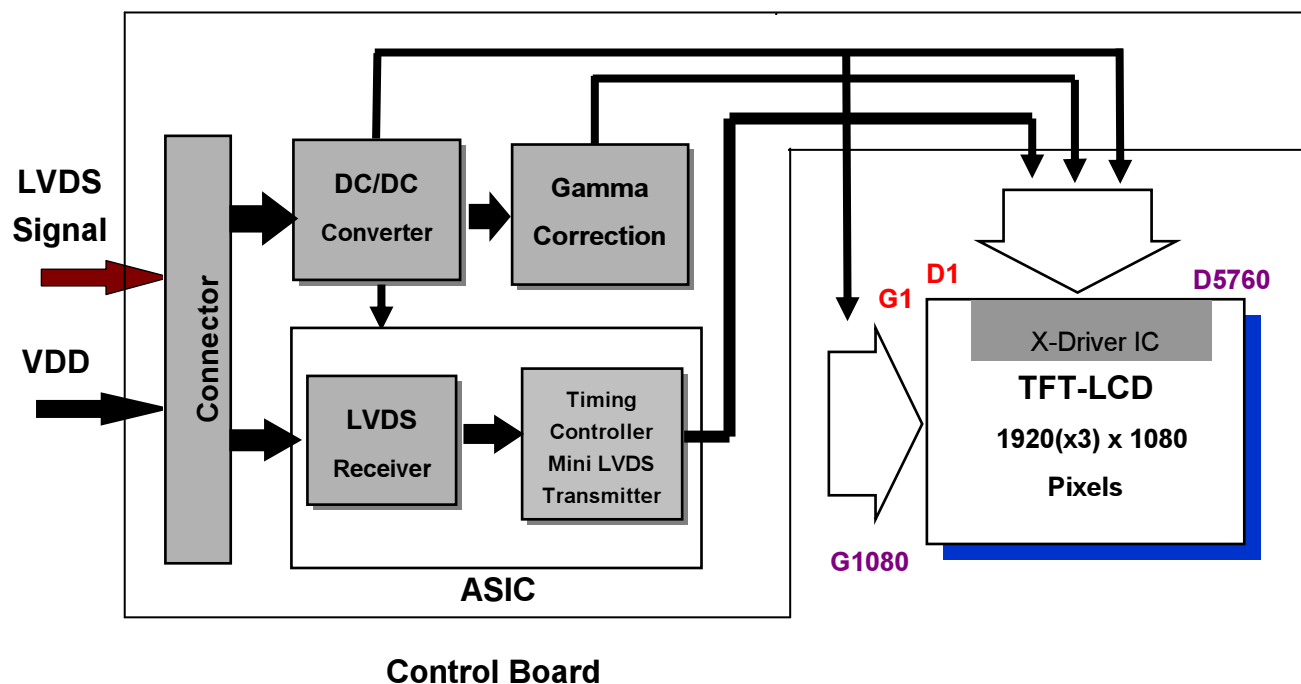 LVDS
Signal
VDD
Connector
DC/DC
Converter
Gamma
Correction
LVDS
Receiver
Timing
Controller
Mini LVDS
Transmitter
ASIC
Control Board
G1
G1080
D1
D5760
X-Driver IC
TFT-LCD
1920(x3) x 1080
Pixels